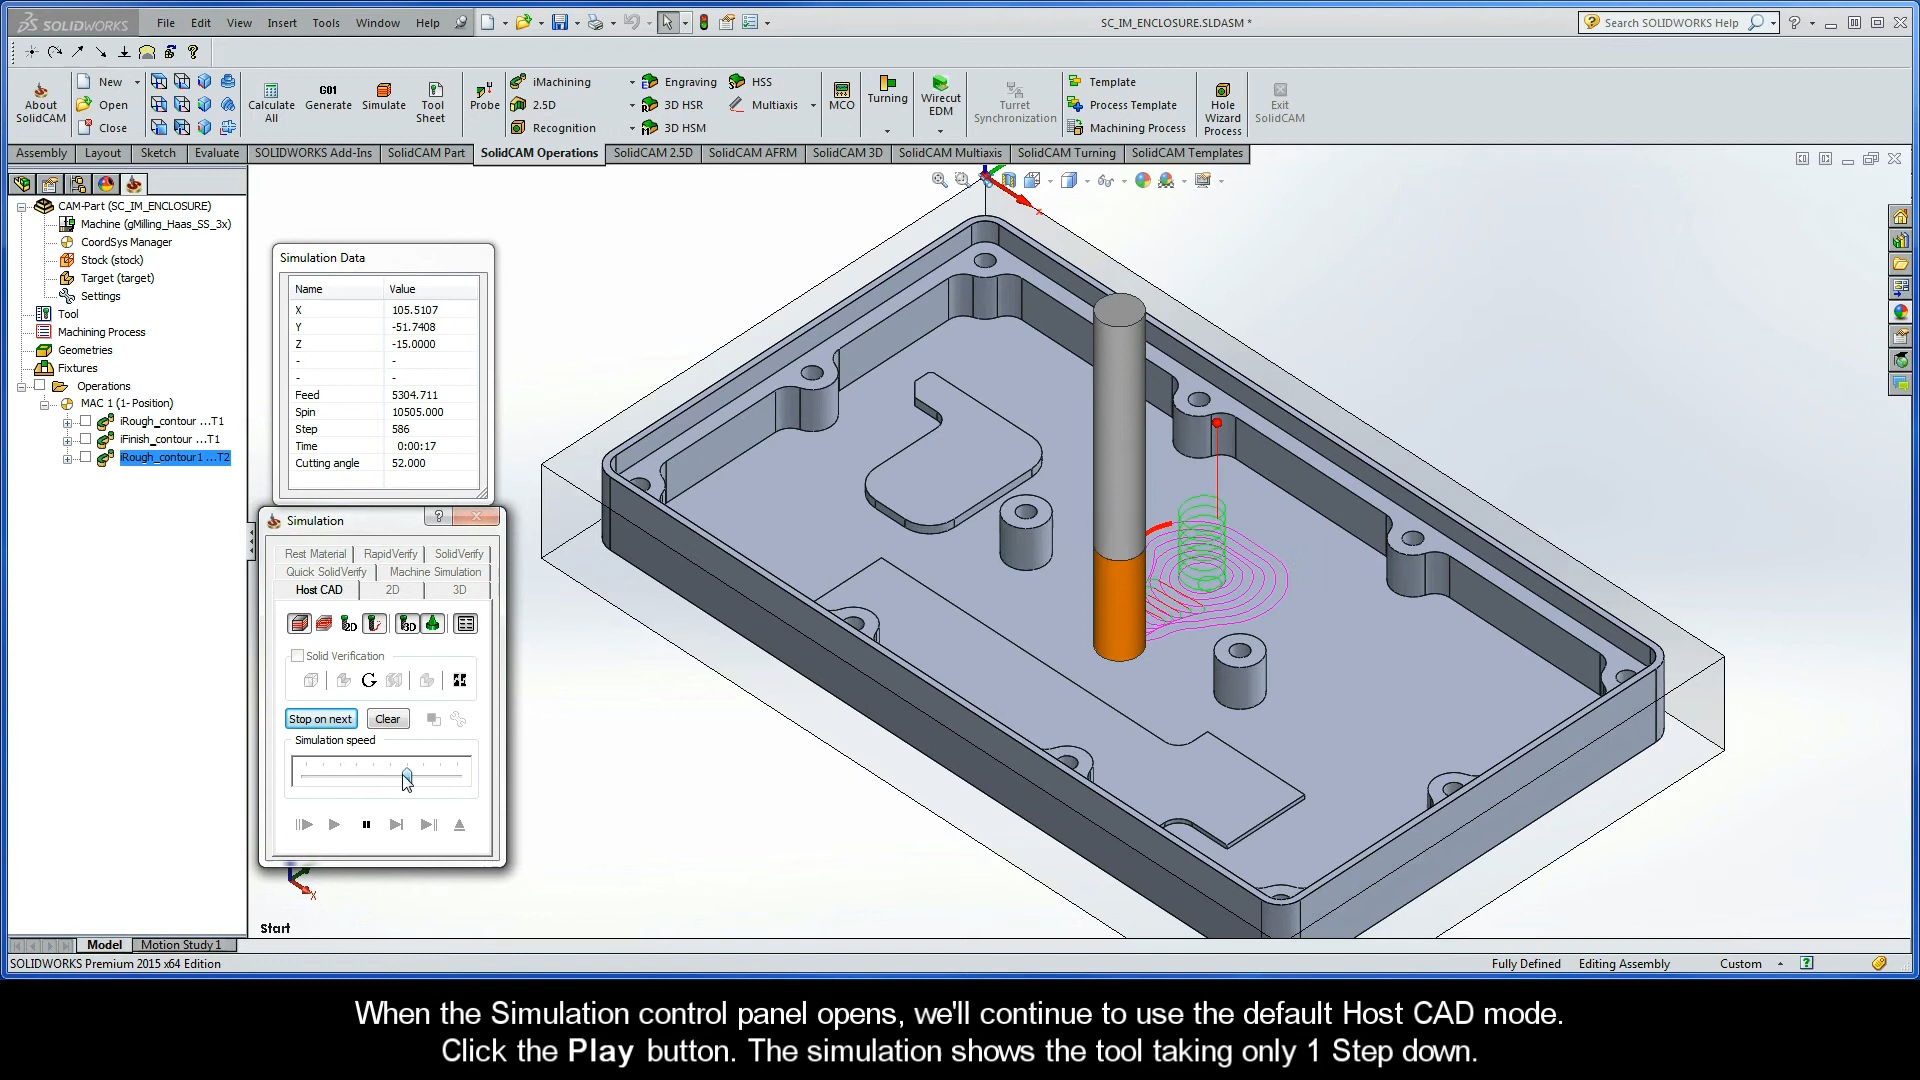 SOLIDWORKS
File Edit View Insert Tools Window Help
SC_IM_ENCLOSURE.SLDASM *
Search SOLIDWORKS Help
About SolidCAM
New
Open
Close
Calculate All
G01
Generate
Simulate
Tool Sheet
Probe
iMachining
2.5D
Recognition
Engraving
3D HSR
3D HSM
HSS
Multiaxis
MCO
Turning
Wirecut EDM
Turret Synchronization
Template
Process Template
Machining Process
Hole Wizard Process
Exit SolidCAM
Assembly Layout Sketch Evaluate SOLIDWORKS Add-Ins SolidCAM Part SolidCAM Operations SolidCAM 2.5D SolidCAM AFRM SolidCAM 3D SolidCAM Multiaxis SolidCAM Turning SolidCAM Templates
CAM-Part (SC_IM_ENCLOSURE)
Machine (gMilling_Haas_SS_3x)
CoordSys Manager
Stock (stock)
Target (target)
Settings
Tool
Machining Process
Geometries
Fixtures
Operations
MAC 1 (1- Position)
iRough_contour ...T1
iFinish_contour ...T1
iRough_contour1 ...T2
Simulation Data
Name Value
X 105.5107
Y -51.7408
Z -15.0000
- -
- -
Feed 5304.711
Spin 10505.000
Step 586
Time 0:00:17
Cutting angle 52.000
Simulation
Rest Material RapidVerify SolidVerify
Quick SolidVerify Machine Simulation
Host CAD 2D 3D
2D 3D
Solid Verification
Stop on next Clear
Simulation speed
X
x
Start
Model Motion Study1
SOLIDWORKS Premium 2015 x64 Edition
Fully Defined Editing Assembly Custom
When the Simulation control panel opens, we'll continue to use the default Host CAD mode.
Click the Play button. The simulation shows the tool taking only 1 Step down.